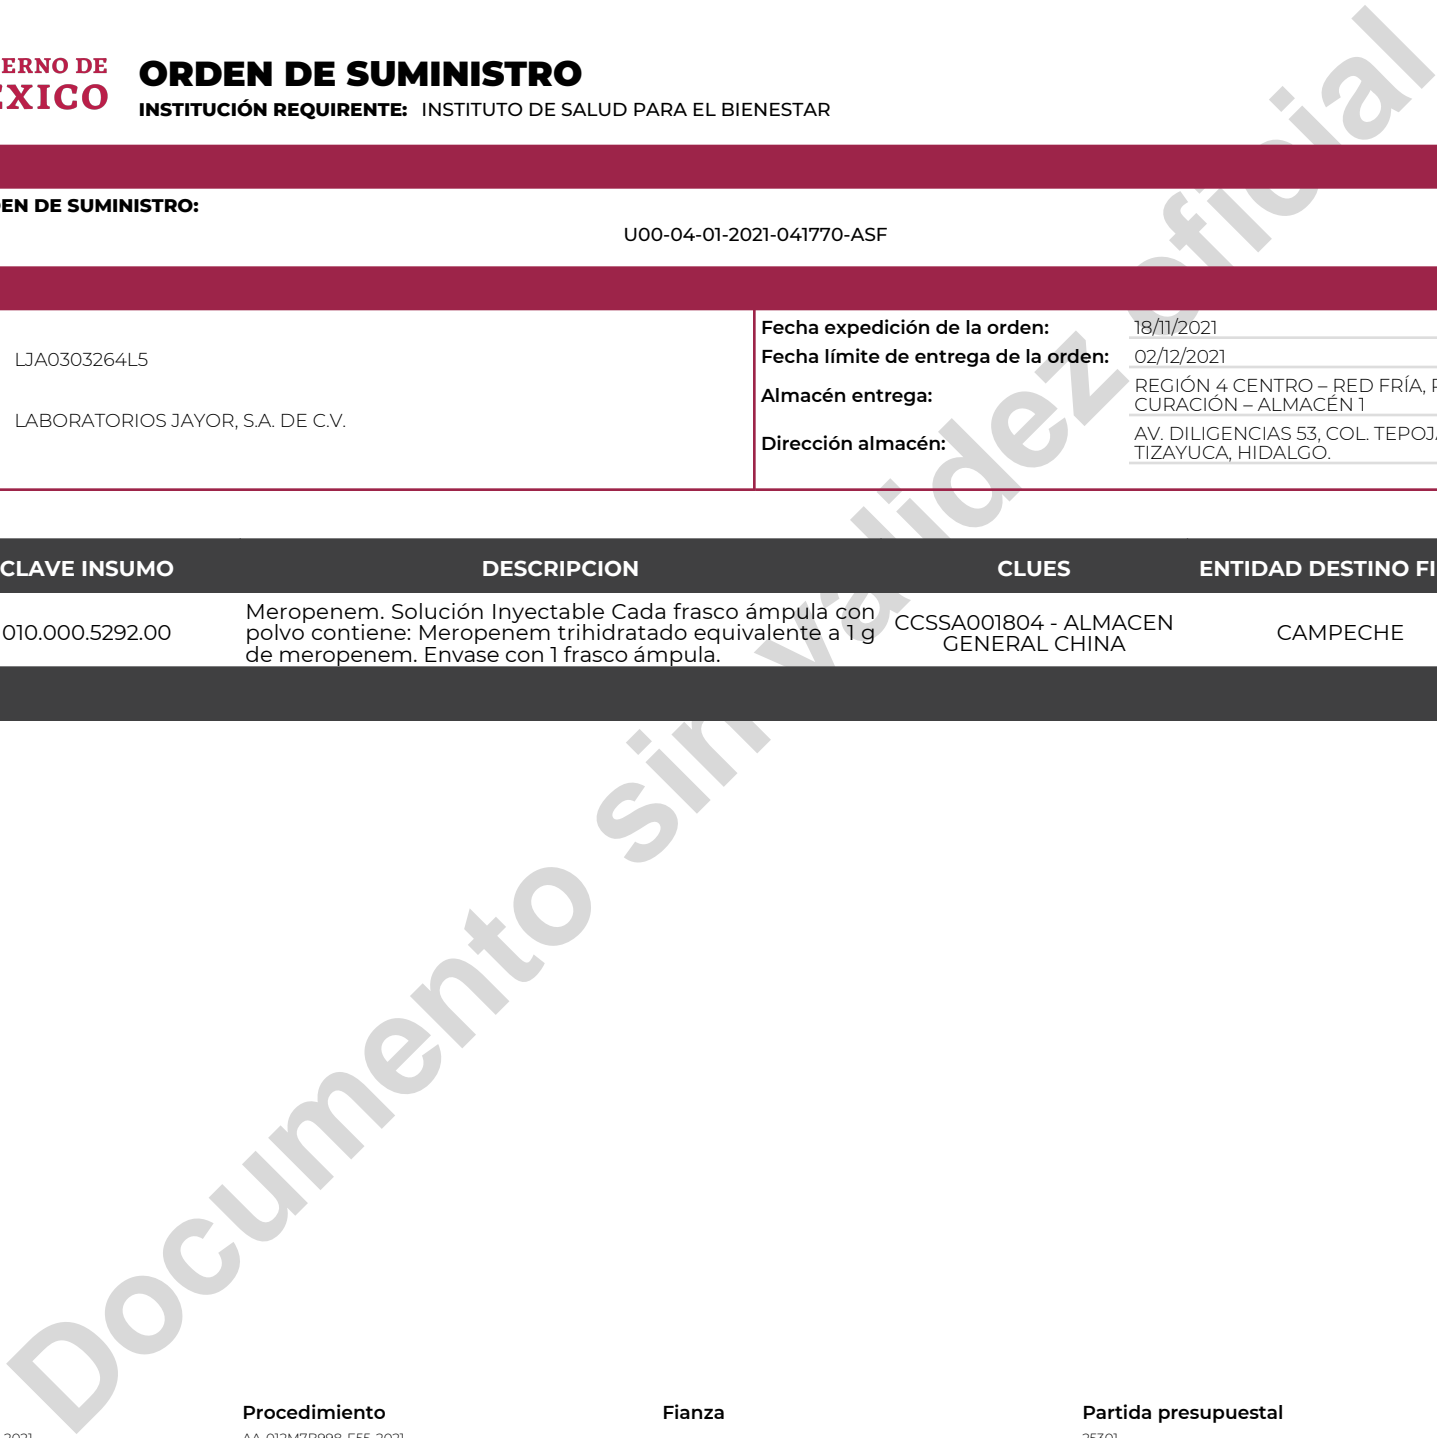 ERNO DE
ORDEN DE SUMINISTRO
EXICO
INSTITUCIÓN REQUIRENTE: INSTITUTO DE SALUD PARA EL BIENESTAR
EN DE SUMINISTRO:
U00-04-01-2021-041770-ASF
LJA0303264L5
LABORATORIOS JAYOR, S.A. DE C.V.
Fecha expedición de la orden: 18/11/2021
Fecha límite de entrega de la orden: 02/12/2021
Almacén entrega:
REGIÓN 4 CENTRO – RED FRÍA,
CURACIÓN – ALMACÉN 1
Dirección almacén:
AV. DILIGENCIAS 53, COL. TEPOJA
TIZAYUCA, HIDALGO.
CLAVE INSUMO DESCRIPCION CLUES ENTIDAD DESTINO FI
010.000.5292.00
Meropenem. Solución Inyectable Cada frasco ámpula con
polvo contiene: Meropenem trihidratado equivalente a 1 g
de meropenem. Envase con 1 frasco ámpula.
CCSSA001804 - ALMACEN
GENERAL CHINA
CAMPECHE
Documento sin validez oficial
Procedimiento Fianza Partida presupuestal